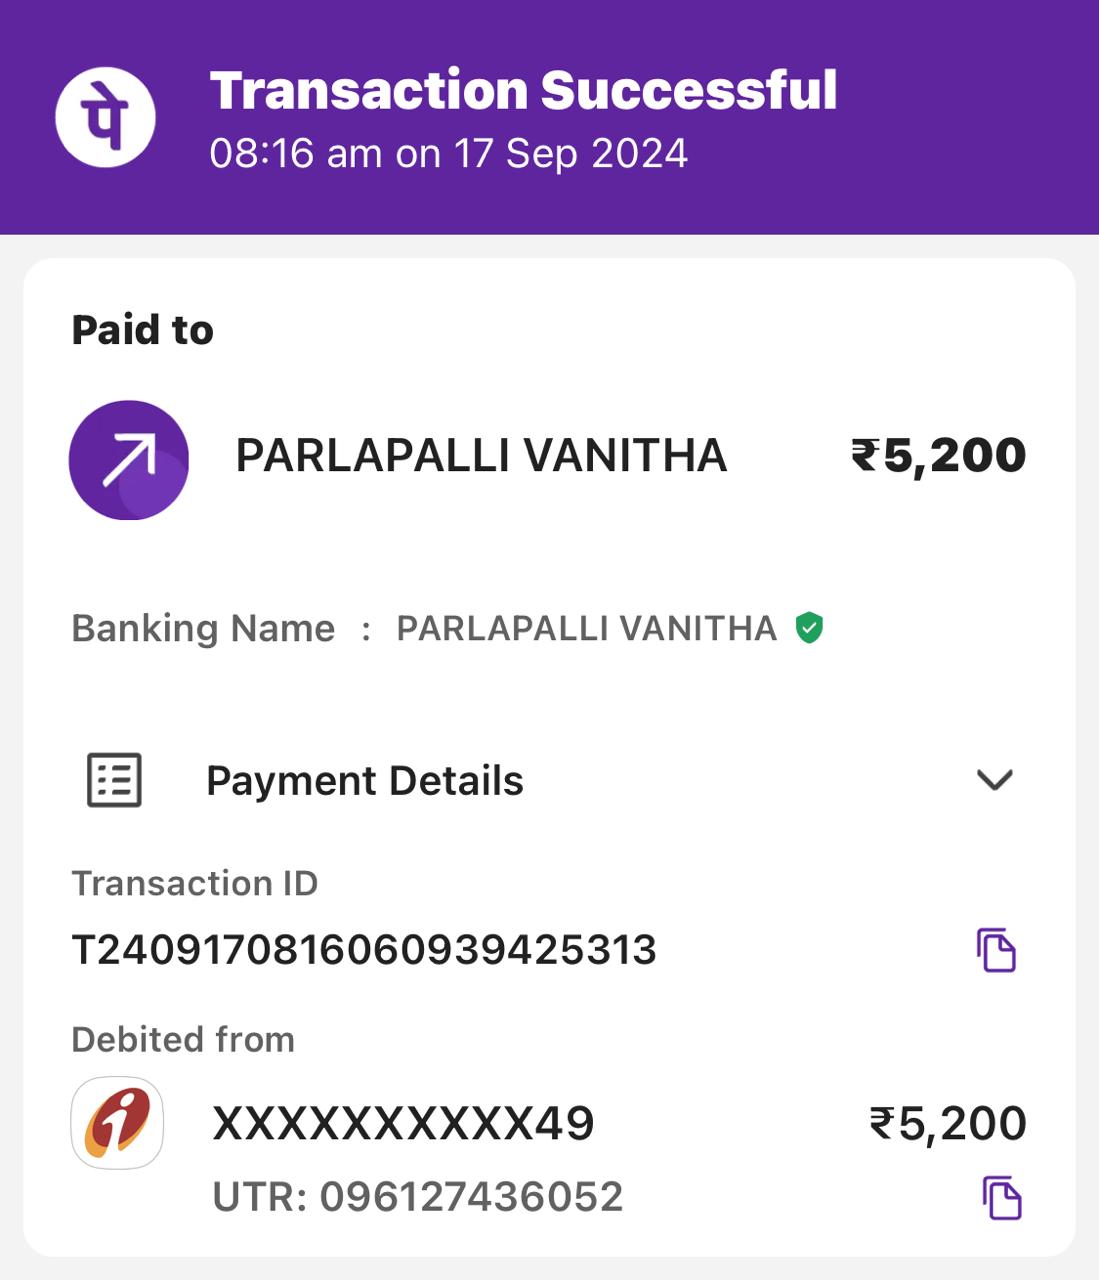 पे
Transaction Successful
08:16 am on 17 Sep 2024
Paid to
PARLAPALLI VANITHA ₹5,200
Banking Name : PARLAPALLI VANITHA
Payment Details
Transaction ID
T2409170816060939425313
Debited from
XXXXXXXXXX49 ₹5,200
UTR: 096127436052